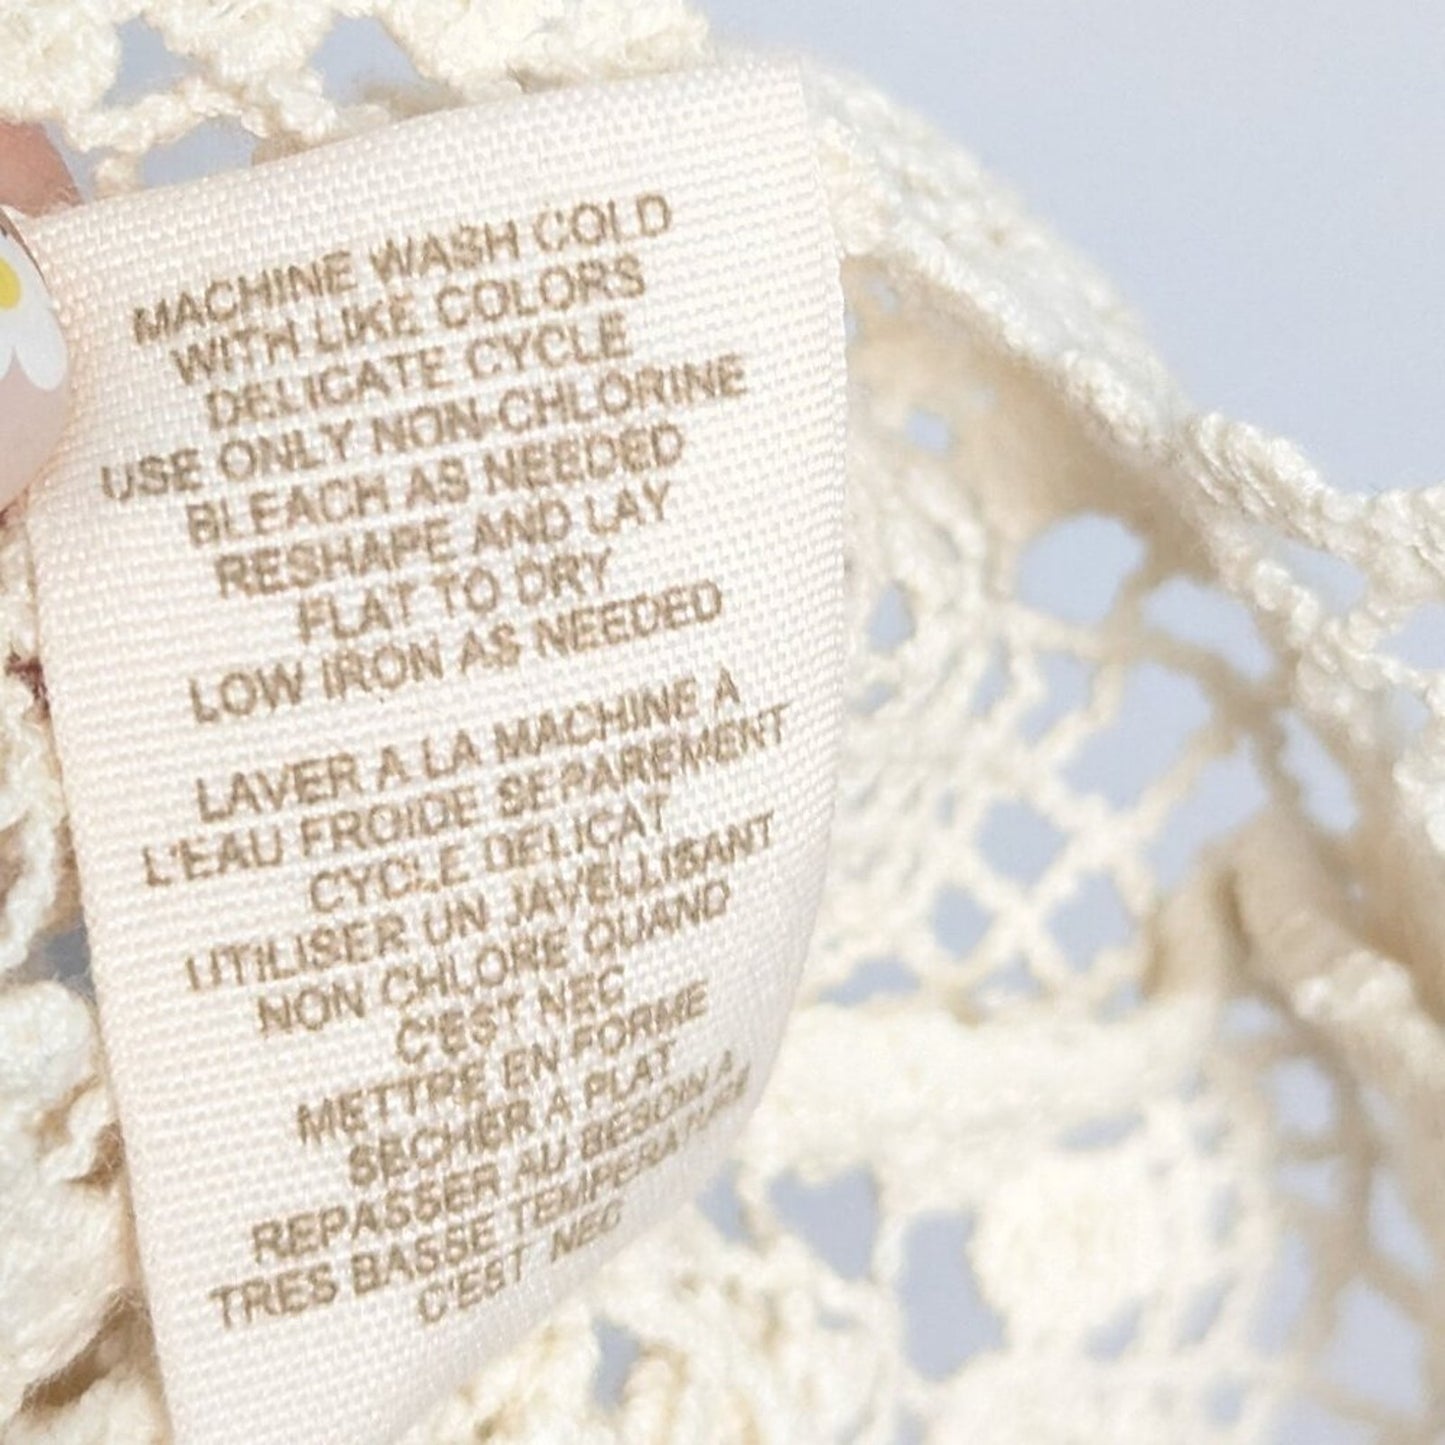 MACHINE WASH COLD
WITH LIKE COLORS
DELICATE CYCLE
USE ONLY NON-CHLORINE
BLEACH AS NEEDED
RESHAPE AND LAY
FLAT TO DRY
LOW IRON AS NEEDED
LAVER A LA MACHINE A
L'EAU FROIDE SEPAREMENT
CYCLE DELICAT
UTILISER UN JAVELLISANT
NON CHLORE QUAND
C'EST NEC
METTRE EN FORME
SECHER A PLAT
REPASSER AU BESOIN A
TRES BASSE TEMPERATURE
C'EST NEC